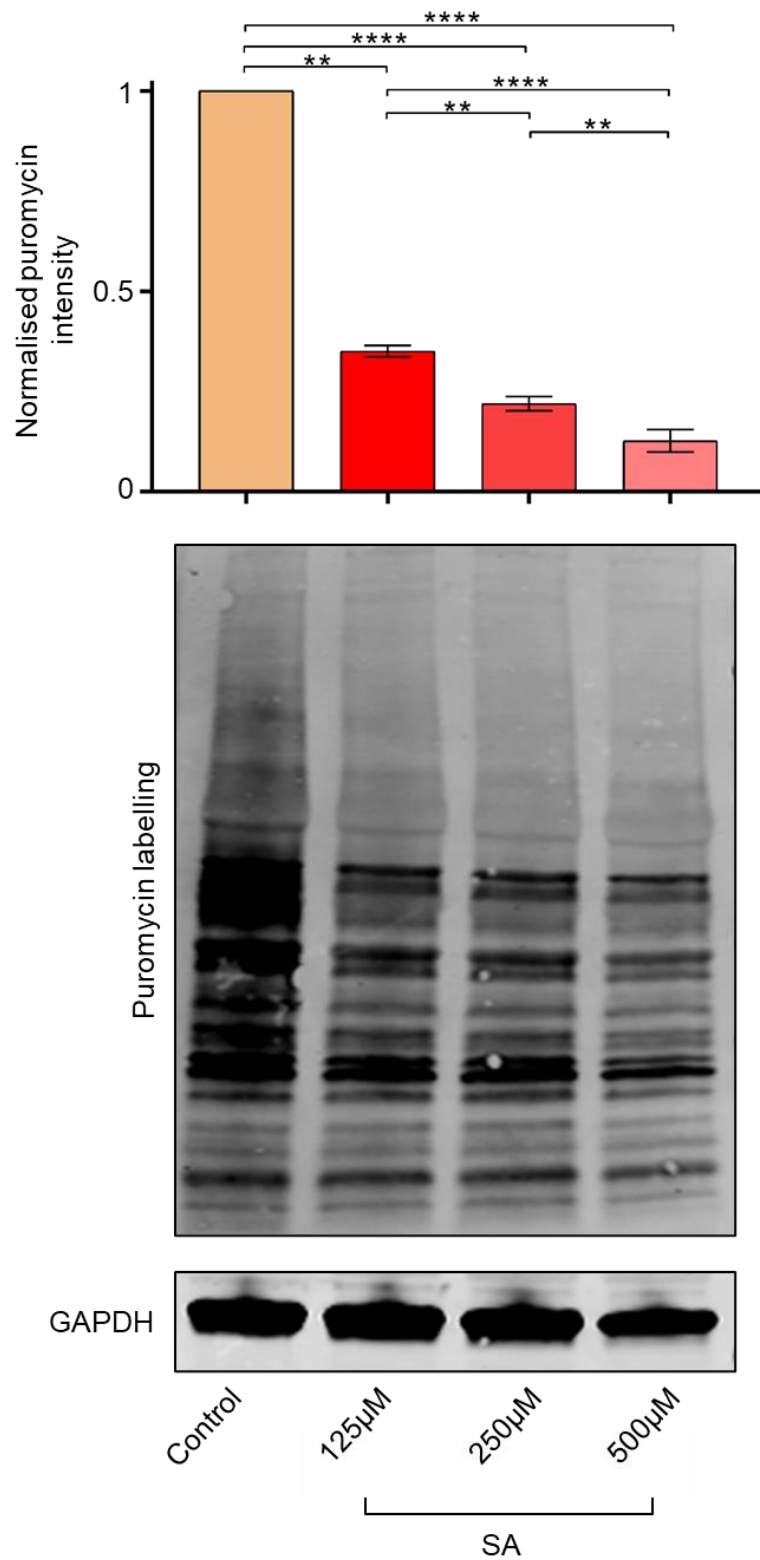 ****
****
**
****
**
**
Normalised puromycin
intensity
1
0.5
0
Puromycin labelling
GAPDH
Control
125µM
250µM
500µM
SA